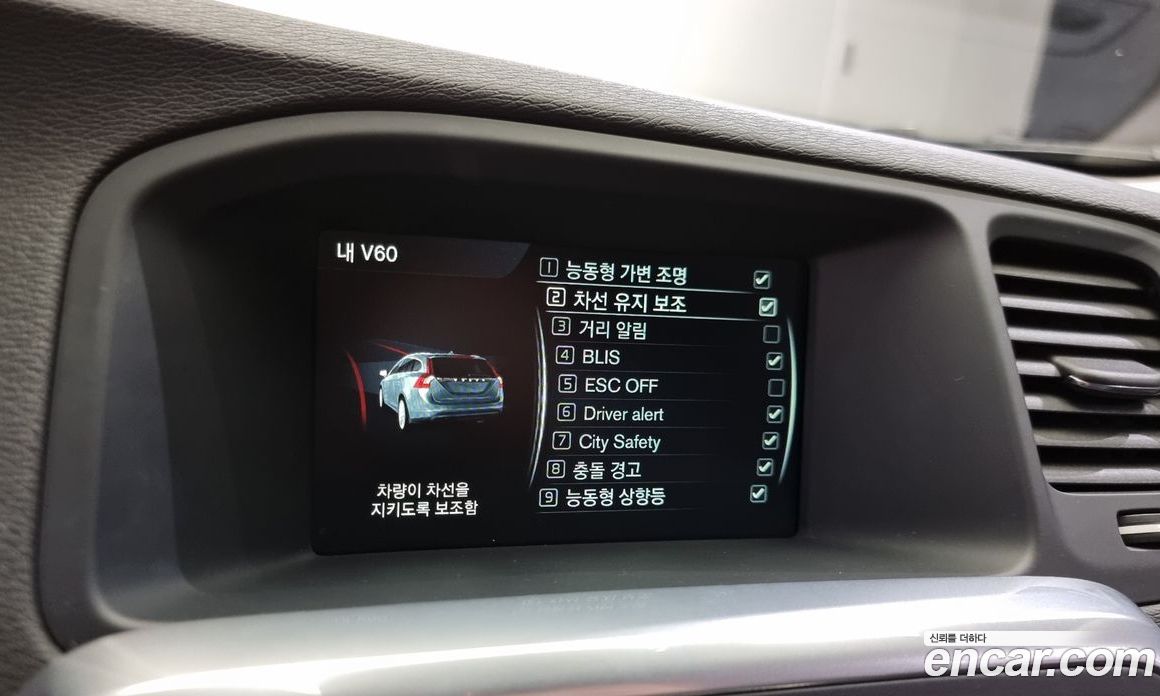 내 V60
1 능동형 가변 조명
2 차선 유지 보조
3 거리 알림
4 BLIS
5 ESC OFF
6 Driver alert
7 City Safety
8 충돌 경고
9 능동형 상향등
차량이 차선을
지키도록 보조함
신뢰를 더하다
encar.com